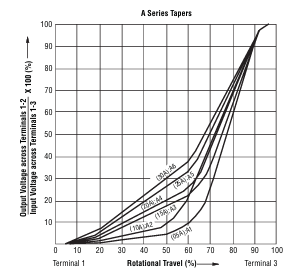 A Series Tapers
Output Voltage across Terminals 1-2
Input Voltage across Terminals 1-3
X 100 (%)
100
90
80
70
60
50
40
30
20
10
(30A),A6
(25A),A5
(20A),A4
(15A),A3
(10A),A2
(05A),A1
0 10 20 30 40 50 60 70 80 90 100
Terminal 1 Rotational Travel (%) Terminal 3